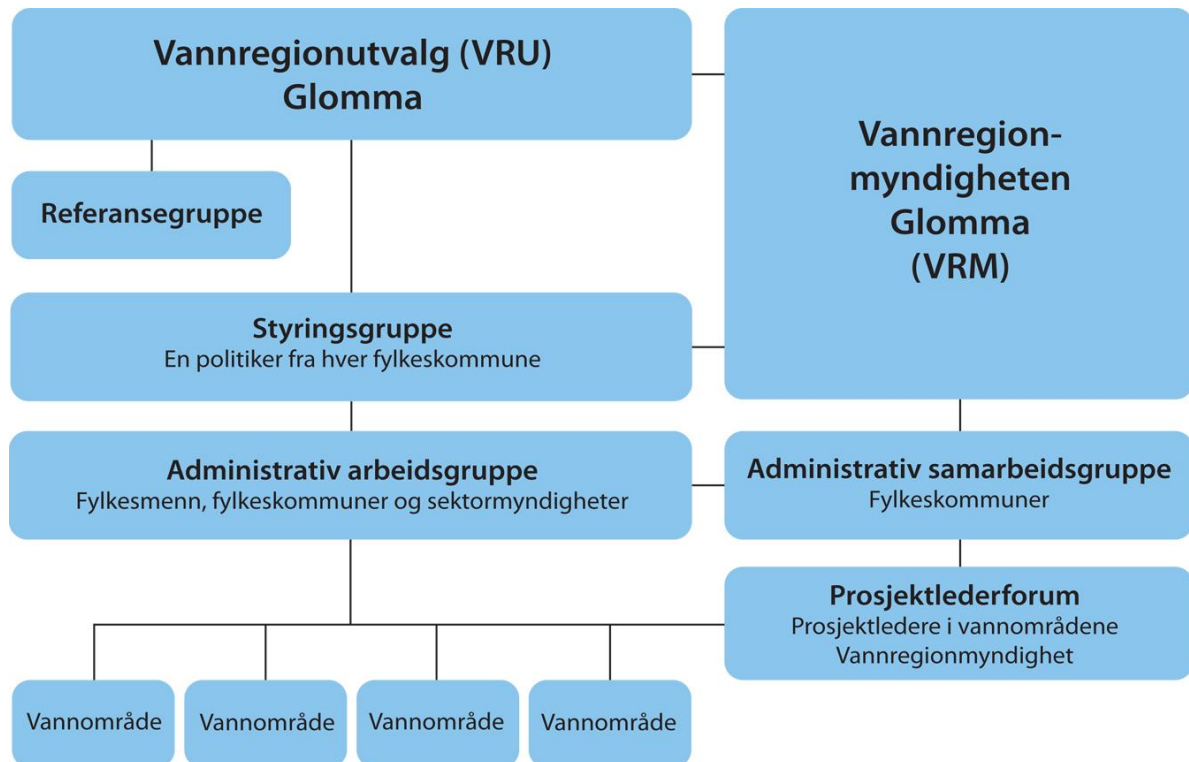 Vannregionutvalg (VRU)
Glomma
Vannregion-
myndigheten
Glomma
(VRM)
Referansegruppe
Styringsgruppe
En politiker fra hver fylkeskommune
Administrativ arbeidsgruppe
Fylkesmenn, fylkeskommuner og sektormyndigheter
Administrativ samarbeidsgruppe
Fylkeskommuner
Prosjektlederforum
Prosjektledere i vannområdene
Vannregionmyndighet
Vannområde
Vannområde
Vannområde
Vannområde